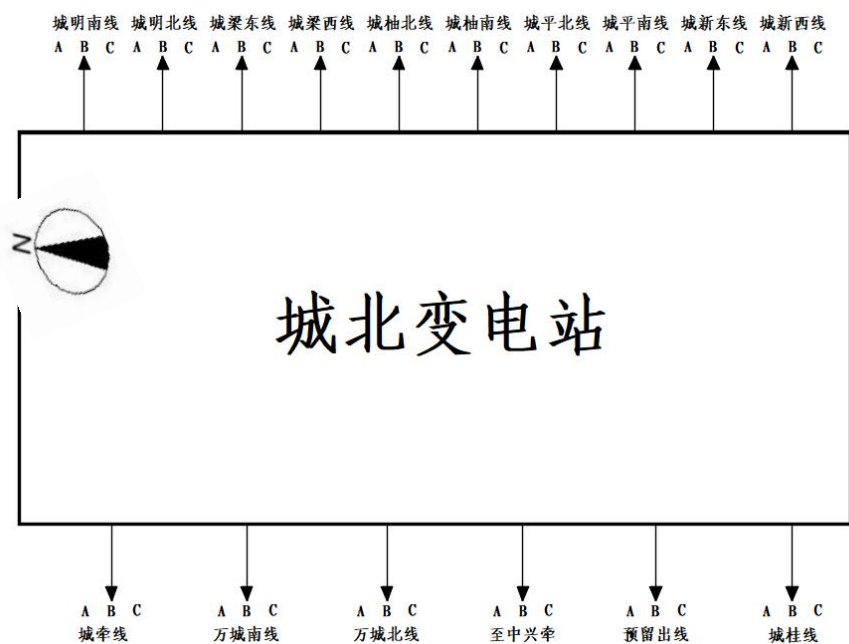 城明南线 城明北线 城梁东线 城梁西线 城柚北线 城柚南线 城平北线 城平南线 城新东线 城新西线
A B C A B C A B C A B C A B C A B C A B C A B C A B C A B C
N
城北变电站
A B C A B C A B C A B C A B C A B C
城牵线 万城南线 万城北线 至中兴牵 预留出线 城桂线